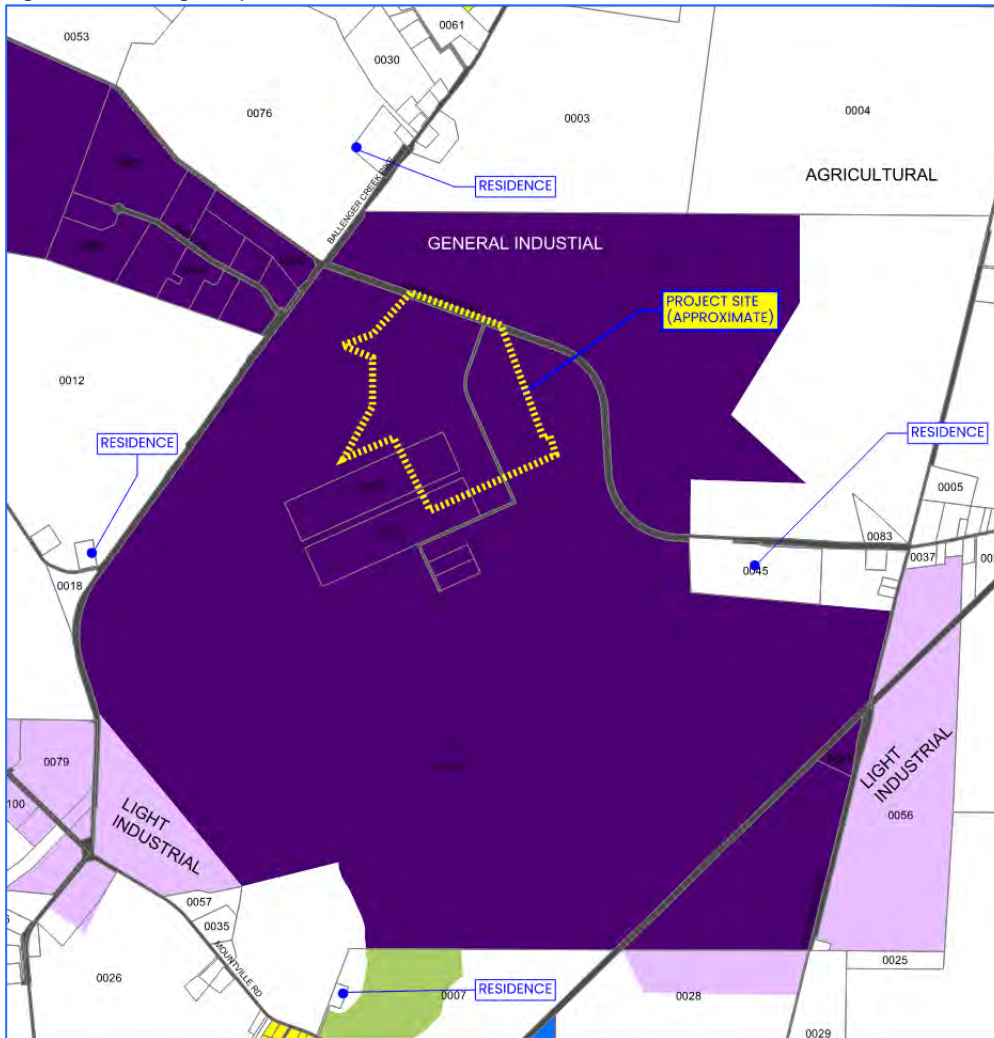 0053
0061
0030
0076
0003
0004
RESIDENCE
AGRICULTURAL
BALLENGER CREEK PIKE
GENERAL INDUSTIAL
PROJECT SITE
(APPROXIMATE)
0012
RESIDENCE
RESIDENCE
0005
0083
0037
0045
0018
0079
100
LIGHT
INDUSTRIAL
LIGHT
INDUSTRIAL
0056
0057
0035
MOUNTVILLE RD
0026
0007
RESIDENCE
0028
0025
0029